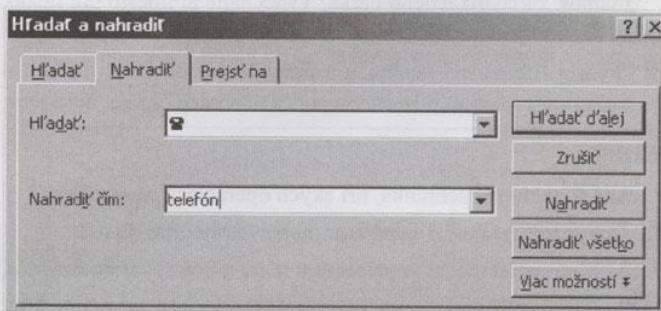 Hľadať a nahradiť
Hľadať Nahradiť Prejsť na
Hľadať: ☎ Hľadať ďalej
Zrušiť
Nahradiť čím: telefón Nahradiť
Nahradiť všetko
Viac možností